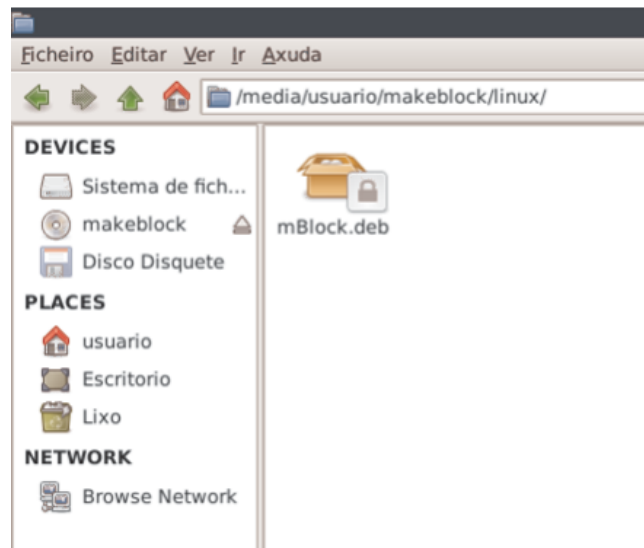 Ficheiro Editar Ver Ir Axuda
/media/usuario/makeblock/linux/
DEVICES
Sistema de fich...
makeblock
Disco Disquete
PLACES
usuario
Escritorio
Lixo
NETWORK
Browse Network
mBlock.deb